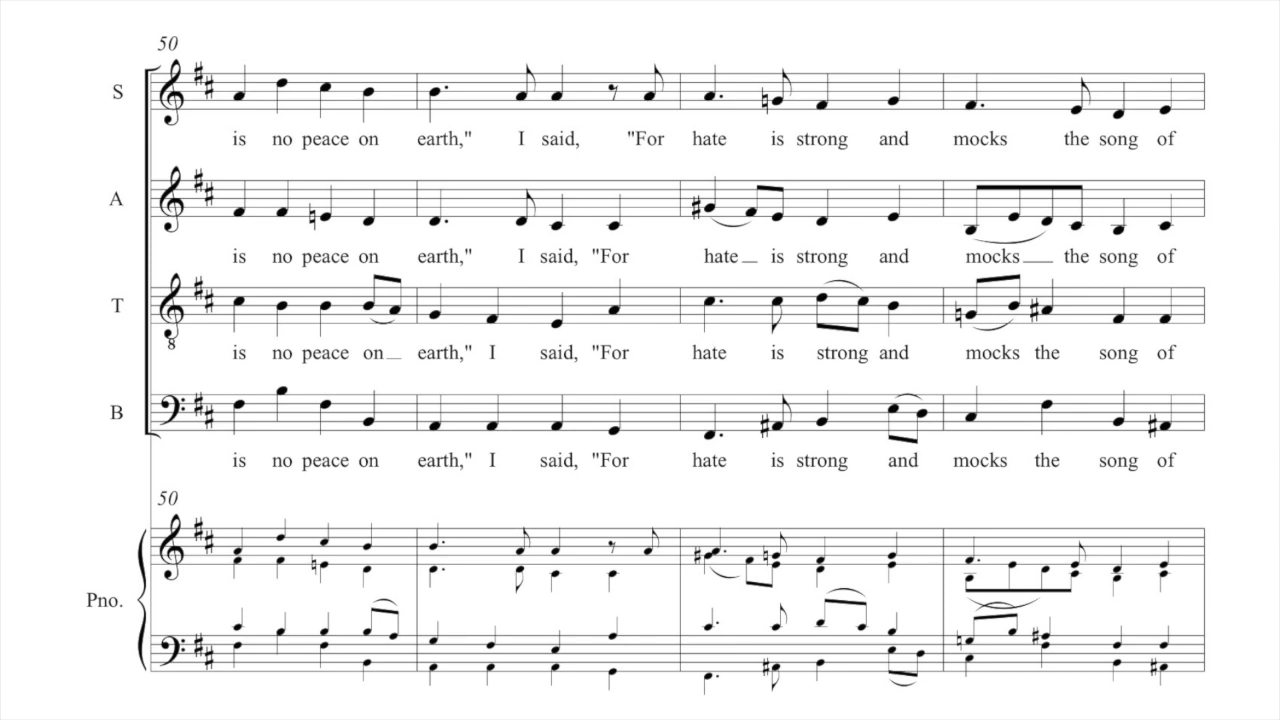 50
S
is no peace on earth," I said, "For hate is strong and mocks the song of
A
is no peace on earth," I said, "For hate is strong and mocks the song of
T
8
is no peace on earth," I said, "For hate is strong and mocks the song of
B
is no peace on earth," I said, "For hate is strong and mocks the song of
50
Pno.